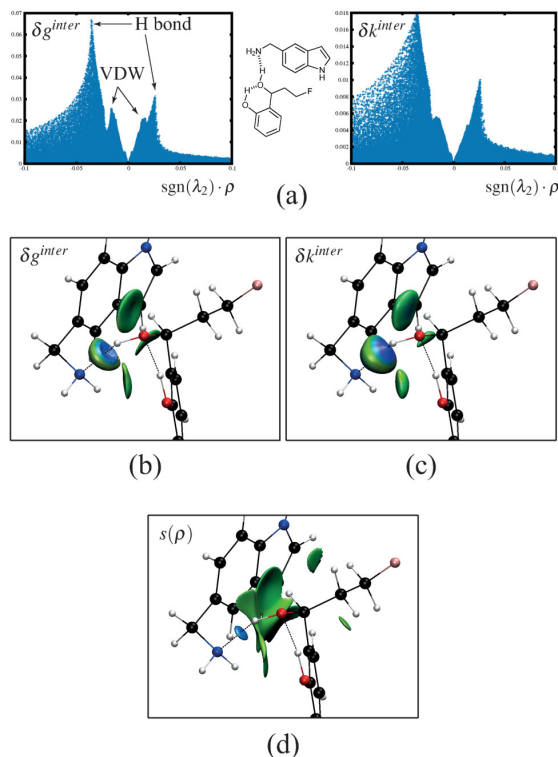 δg^inter
H bond
VDW
0.07
0.06
0.05
0.04
0.03
0.02
0.01
0
-0.1
-0.05
0
0.05
0.1
sgn(λ₂)·ρ
H₂N
H
H
O
O
F
N
H
δk^inter
0.018
0.016
0.014
0.012
0.01
0.008
0.006
0.004
0.002
0
-0.1
-0.05
0
0.05
0.1
sgn(λ₂)·ρ
(a)
δg^inter
δk^inter
(b)
(c)
s(ρ)
(d)